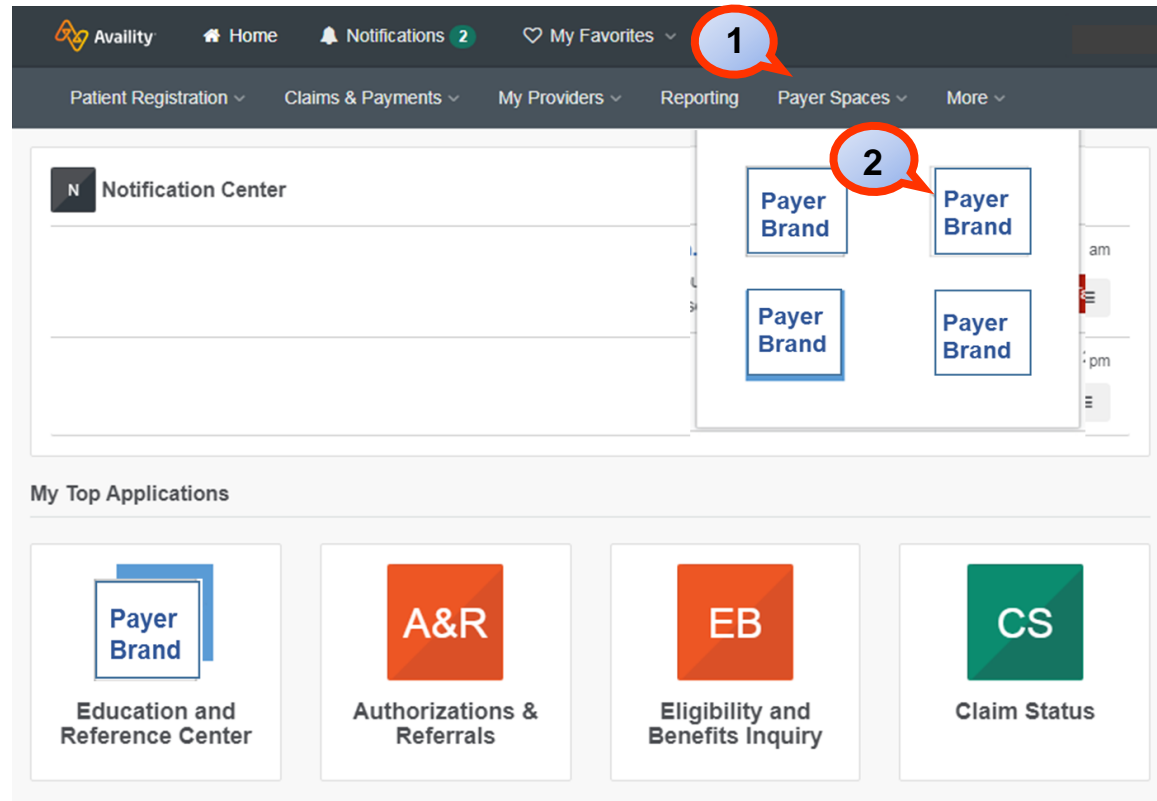 Availity Home Notifications 2 My Favorites 1
Patient Registration Claims & Payments My Providers Reporting Payer Spaces More
2
N Notification Center
Payer
Brand
Payer
Brand
am
Payer
Brand
Payer
Brand
pm
My Top Applications
Payer
Brand
Education and
Reference Center
A&R
Authorizations &
Referrals
EB
Eligibility and
Benefits Inquiry
CS
Claim Status